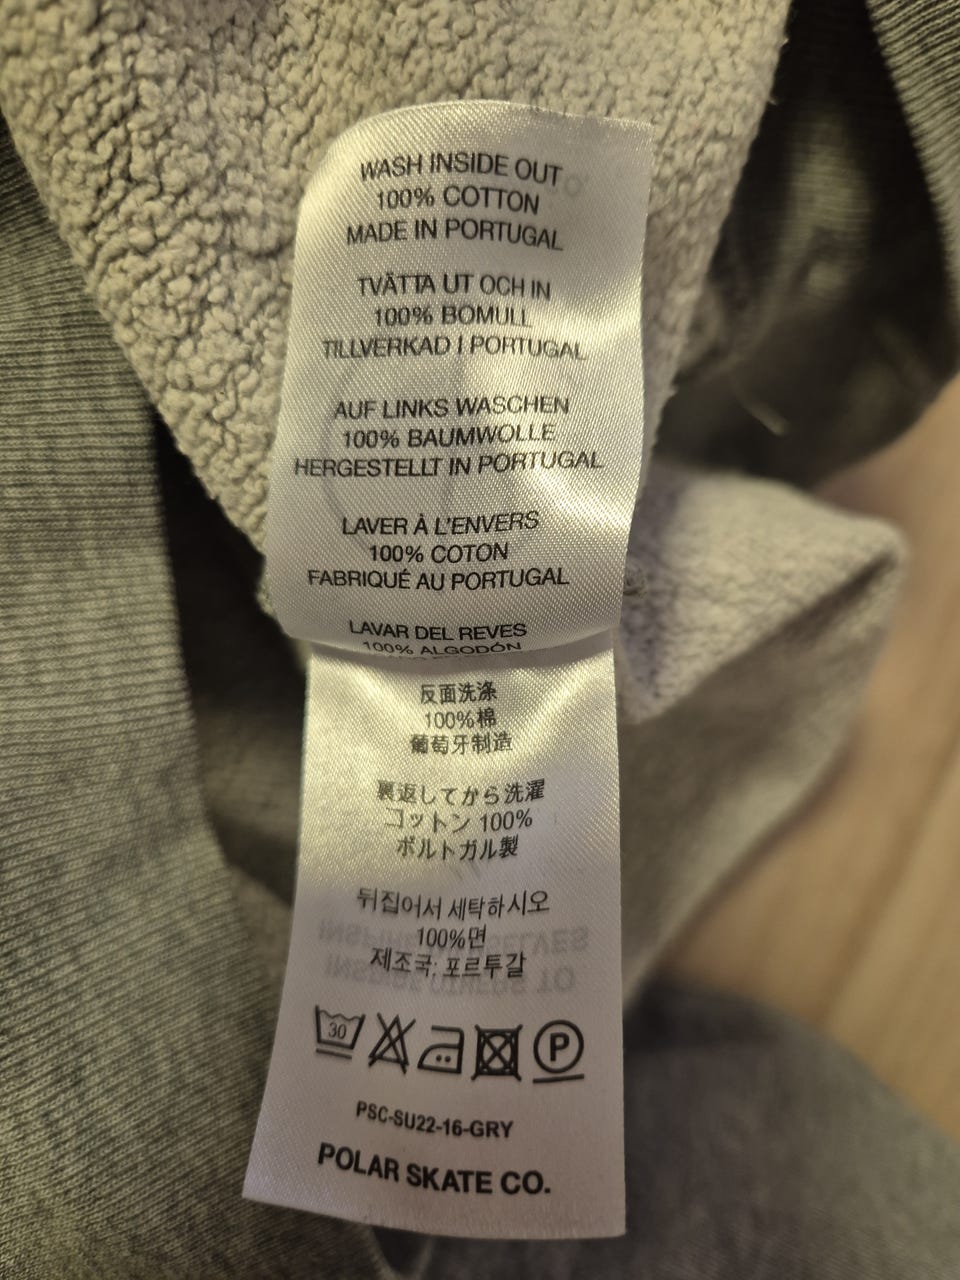 WASH INSIDE OUT
100% COTTON
MADE IN PORTUGAL
TVÄTTA UT OCH IN
100% BOMULL
TILLVERKAD I PORTUGAL
AUF LINKS WASCHEN
100% BAUMWOLLE
HERGESTELLT IN PORTUGAL
LAVER À L'ENVERS
100% COTON
FABRIQUÉ AU PORTUGAL
LAVAR DEL REVES
100% ALGODÓN
反面洗涤
100%棉
葡萄牙制造
裏返してから洗濯
コットン 100%
ポルトガル製
뒤집어서 세탁하시오
100%면
제조국: 포르투갈
30
P
PSC-SU22-16-GRY
POLAR SKATE CO.